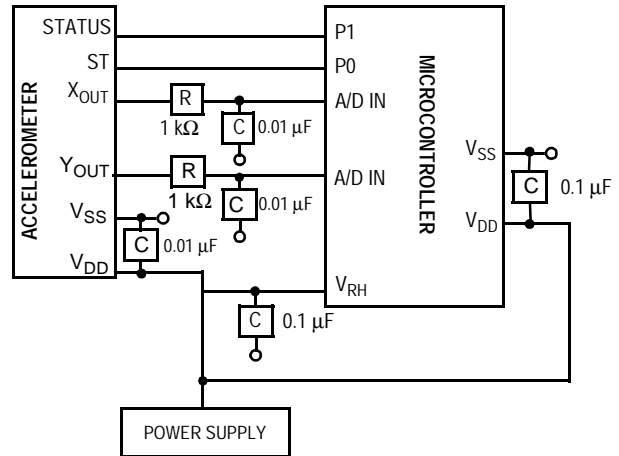 STATUS
P1
ST
P0
XOUT
R
A/D IN
1 kΩ
C
0.01 µF
ACCELEROMETER
MICROCONTROLLER
YOUT
R
A/D IN
1 kΩ
C
0.01 µF
VSS
C
0.01 µF
VDD
VSS
C
0.1 µF
VDD
VRH
C
0.1 µF
POWER SUPPLY